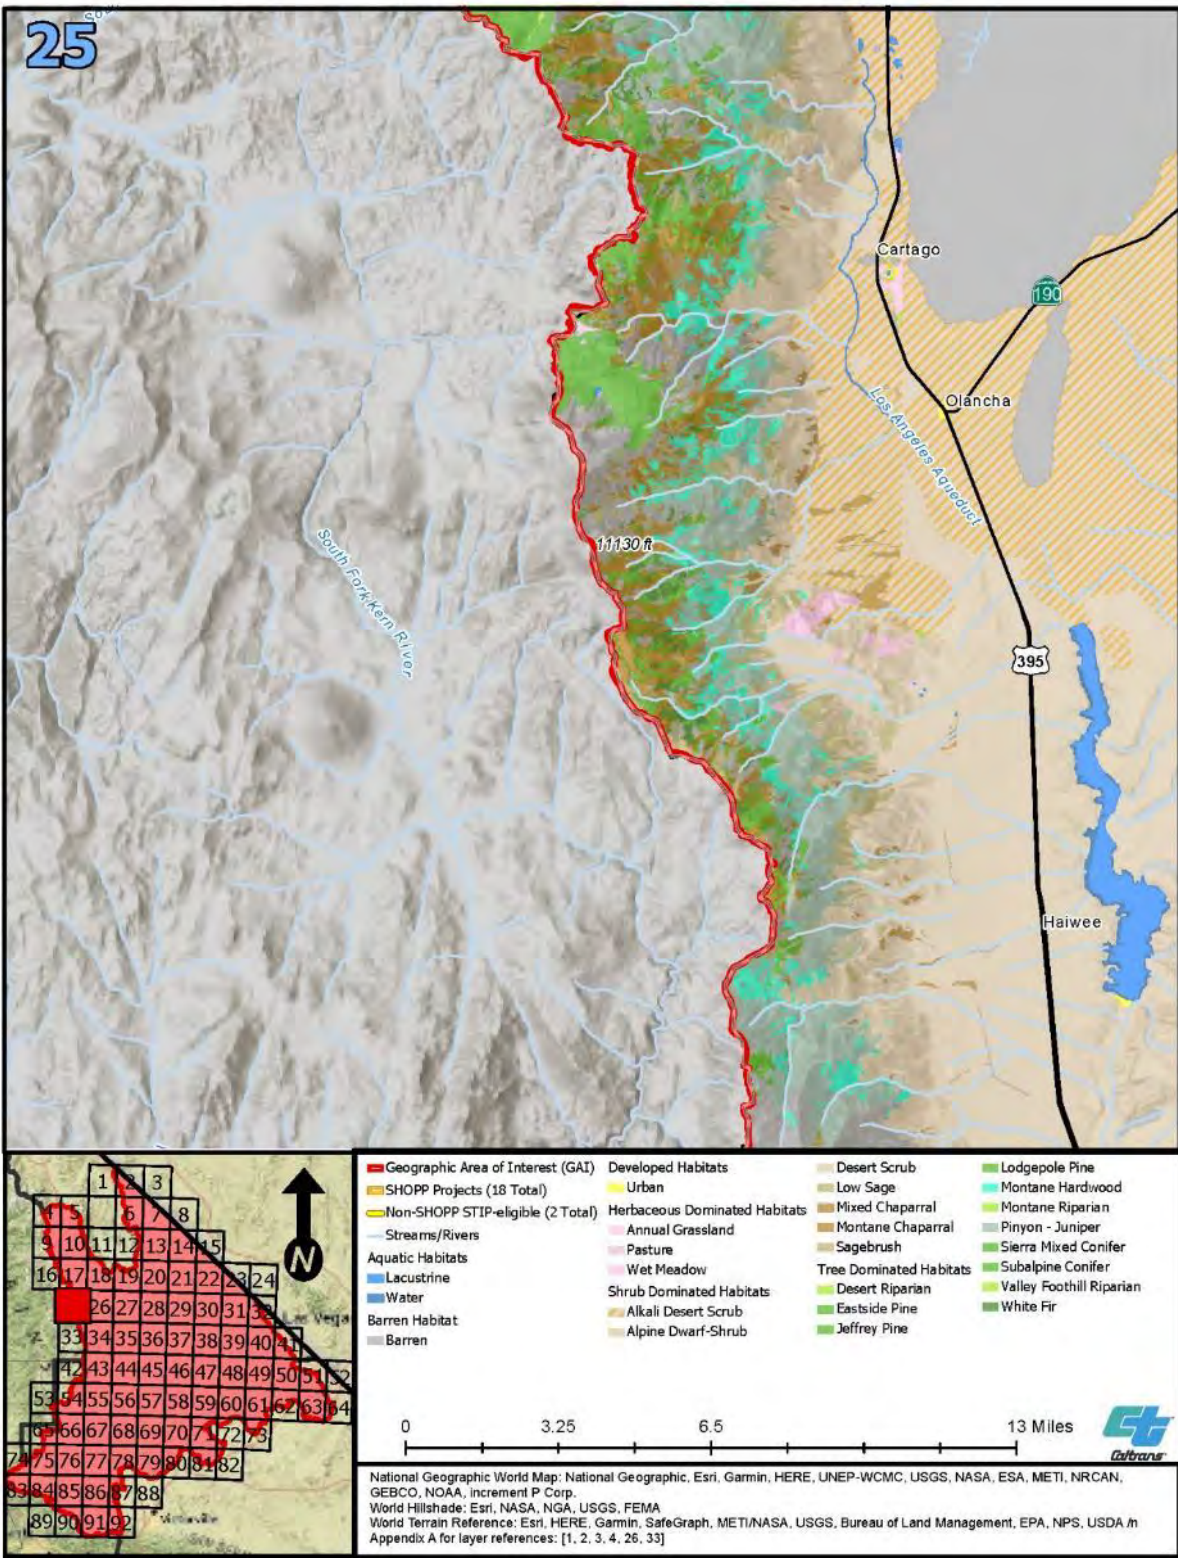 25
Cartago
190
Olancha
Los Angeles Aqueduct
11130 ft
South Fork Kern River
395
Haiwee
1 2 3
4 5 6 7 8
9 10 11 12 13 14 15
16 17 18 19 20 21 22 23 24
26 27 28 29 30 31 32
Las Vega
33 34 35 36 37 38 39 40 41
42 43 44 45 46 47 48 49 50 51 52
53 54 55 56 57 58 59 60 61 62 63 64
65 66 67 68 69 70 71 72 73
74 75 76 77 78 79 80 81 82
83 84 85 86 87 88
89 90 91 92
Victorville
N
Geographic Area of Interest (GAI)
SHOPP Projects (18 Total)
Non-SHOPP STIP-eligible (2 Total)
Streams/Rivers
Aquatic Habitats
Lacustrine
Water
Barren Habitat
Barren
Developed Habitats
Urban
Herbaceous Dominated Habitats
Annual Grassland
Pasture
Wet Meadow
Shrub Dominated Habitats
Alkali Desert Scrub
Alpine Dwarf-Shrub
Desert Scrub
Low Sage
Mixed Chaparral
Montane Chaparral
Sagebrush
Tree Dominated Habitats
Desert Riparian
Eastside Pine
Jeffrey Pine
Lodgepole Pine
Montane Hardwood
Montane Riparian
Pinyon - Juniper
Sierra Mixed Conifer
Subalpine Conifer
Valley Foothill Riparian
White Fir
0 3.25 6.5 13 Miles
Caltrans
National Geographic World Map: National Geographic, Esri, Garmin, HERE, UNEP-WCMC, USGS, NASA, ESA, METI, NRCAN,
GEBCO, NOAA, increment P Corp.
World Hillshade: Esri, NASA, NGA, USGS, FEMA
World Terrain Reference: Esri, HERE, Garmin, SafeGraph, METI/NASA, USGS, Bureau of Land Management, EPA, NPS, USDA /n
Appendix A for layer references: [1, 2, 3, 4, 26, 33]